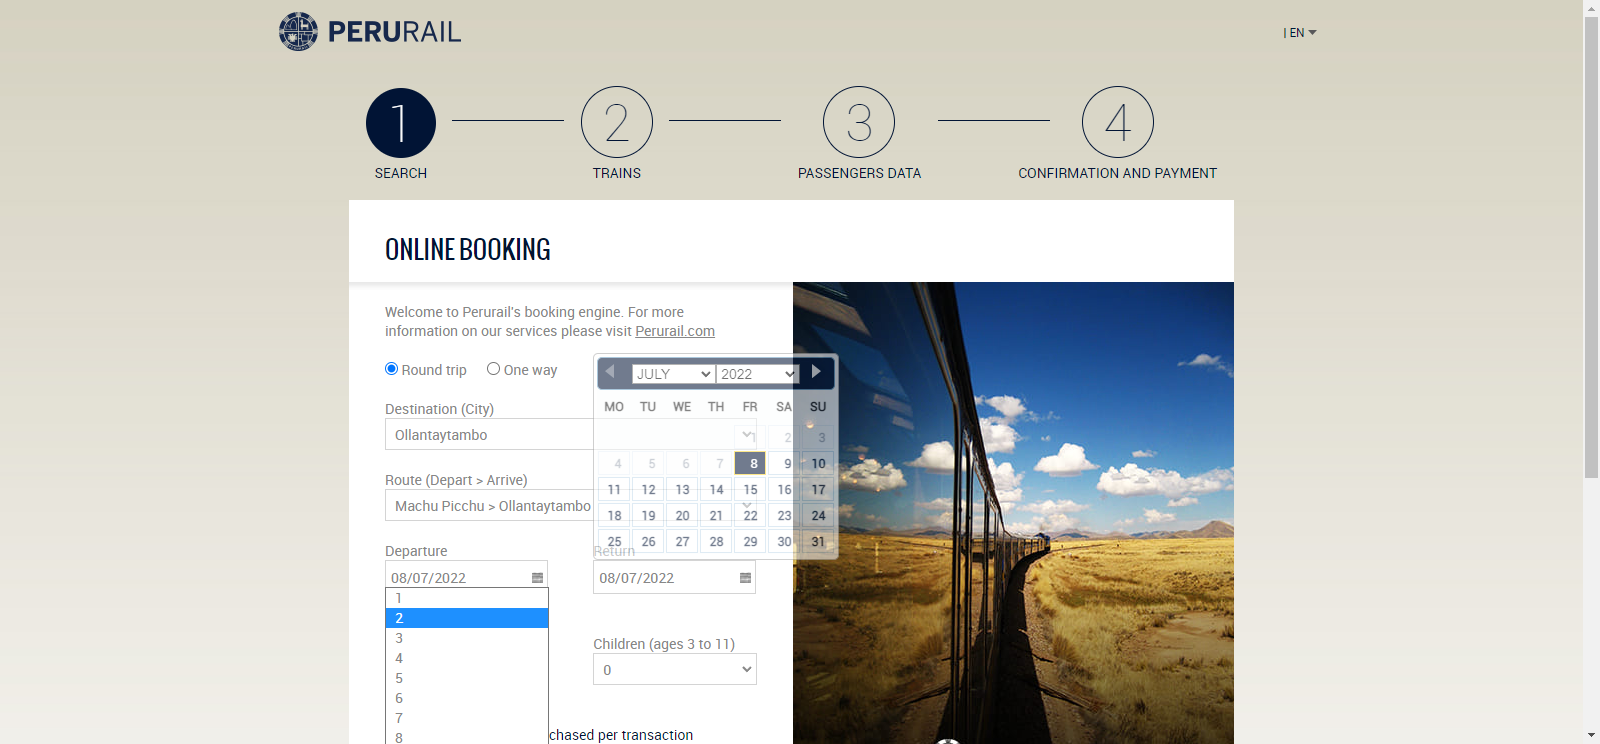 PERURAIL
| EN
1
2
3
4
SEARCH
TRAINS
PASSENGERS DATA
CONFIRMATION AND PAYMENT
ONLINE BOOKING
Welcome to Perurail's booking engine. For more
information on our services please visit Perurail.com
Round trip
One way
JULY
2022
MO TU WE TH FR SA SU
1 2 3
4 5 6 7 8 9 10
11 12 13 14 15 16 17
18 19 20 21 22 23 24
25 26 27 28 29 30 31
Destination (City)
Ollantaytambo
Route (Depart > Arrive)
Machu Picchu > Ollantaytambo
Departure
Return
08/07/2022
08/07/2022
1
2
3
4
5
6
7
8
Children (ages 3 to 11)
0
chased per transaction